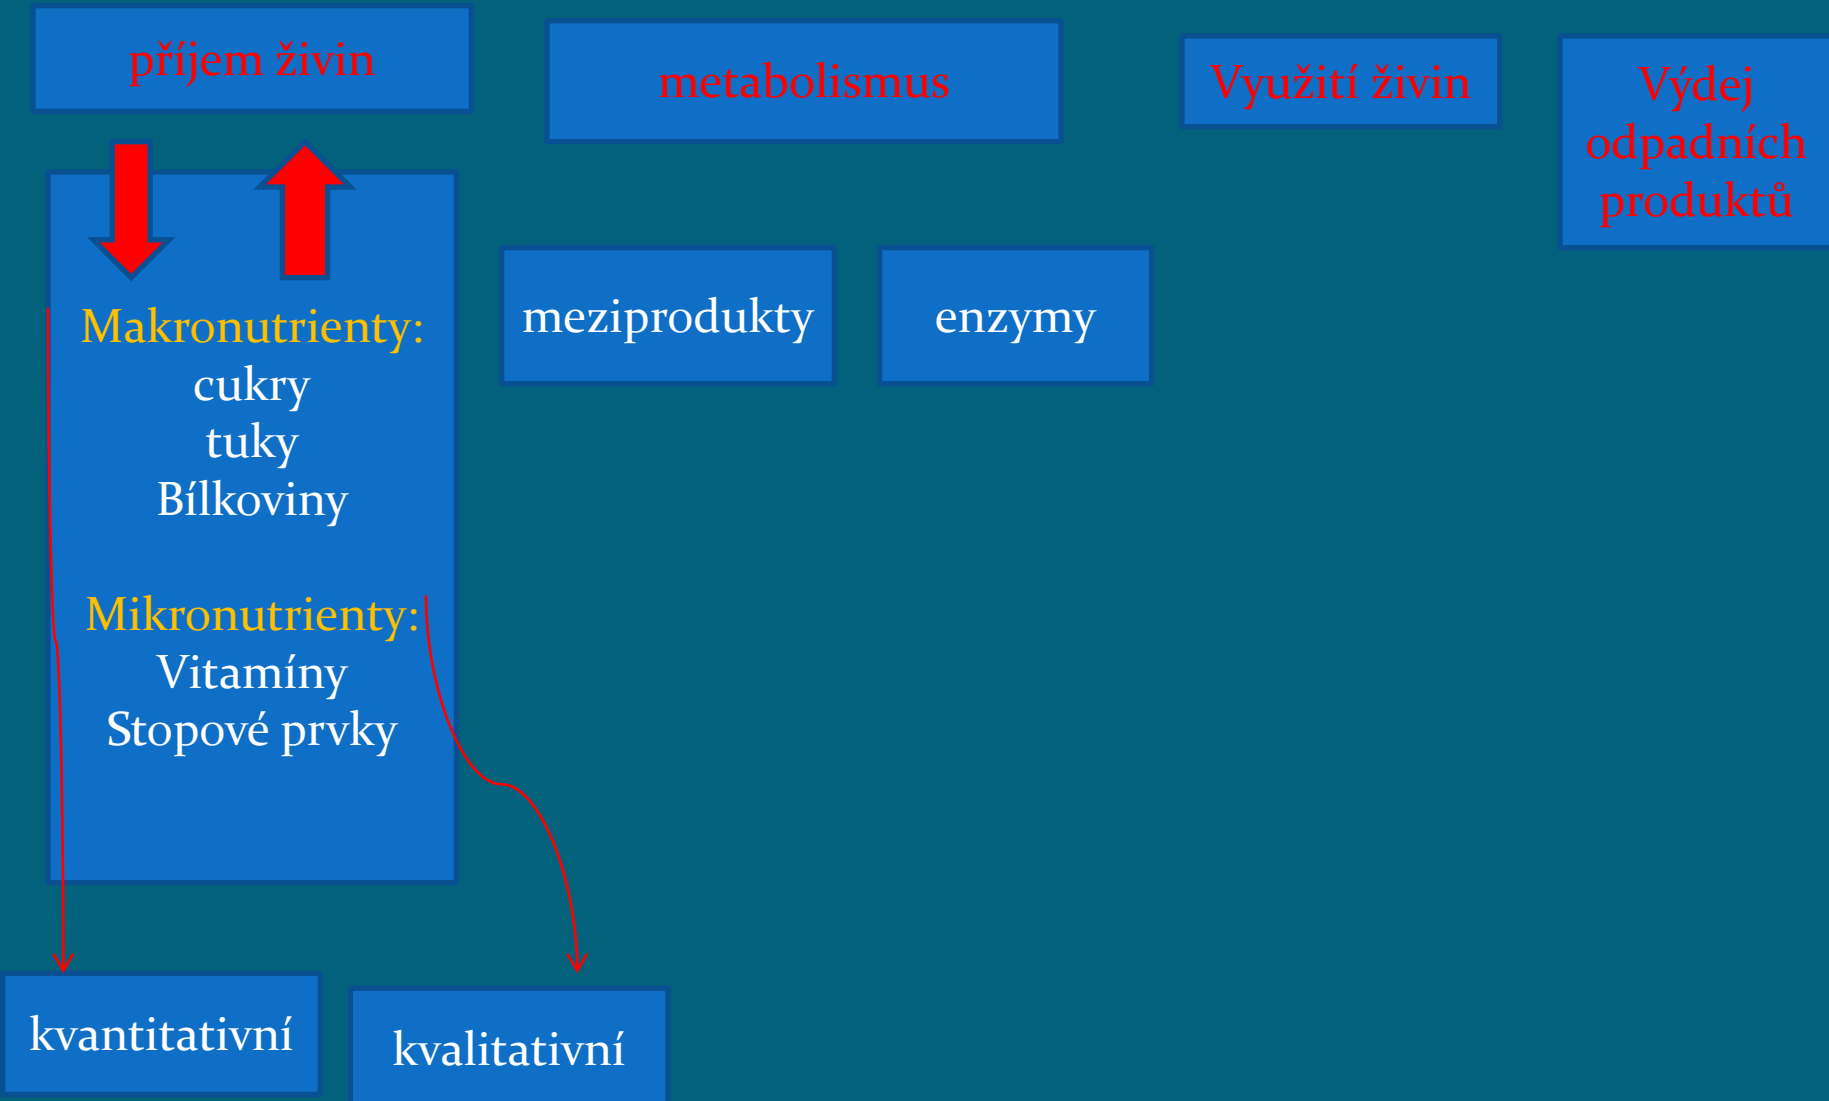 příjem živin
metabolismus
Využití živin
Výdej
odpadních
produktů
meziprodukty
enzymy
Makronutrienty:
cukry
tuky
Bílkoviny
Mikronutrienty:
Vitamíny
Stopové prvky
kvantitativní
kvalitativní